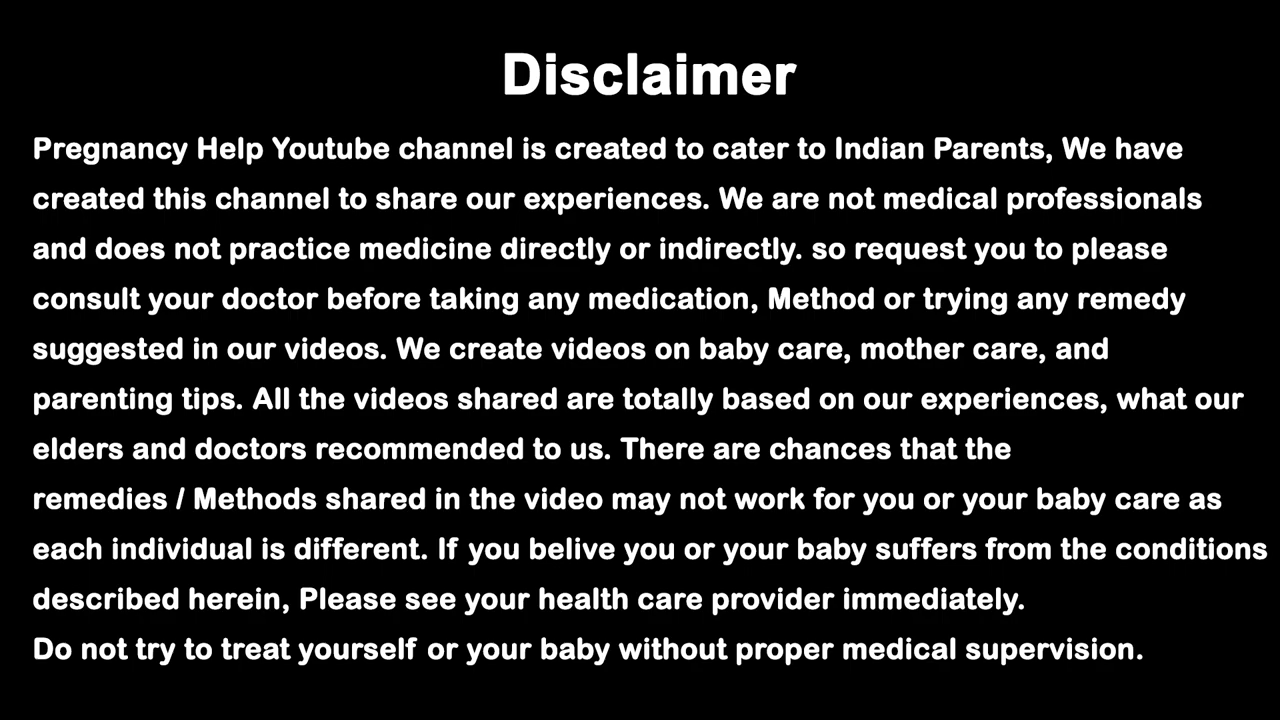 Disclaimer
Pregnancy Help Youtube channel is created to cater to Indian Parents, We have
created this channel to share our experiences. We are not medical professionals
and does not practice medicine directly or indirectly. so request you to please
consult your doctor before taking any medication, Method or trying any remedy
suggested in our videos. We create videos on baby care, mother care, and
parenting tips. All the videos shared are totally based on our experiences, what our
elders and doctors recommended to us. There are chances that the
remedies / Methods shared in the video may not work for you or your baby care as
each individual is different. If you belive you or your baby suffers from the conditions
described herein, Please see your health care provider immediately.
Do not try to treat yourself or your baby without proper medical supervision.